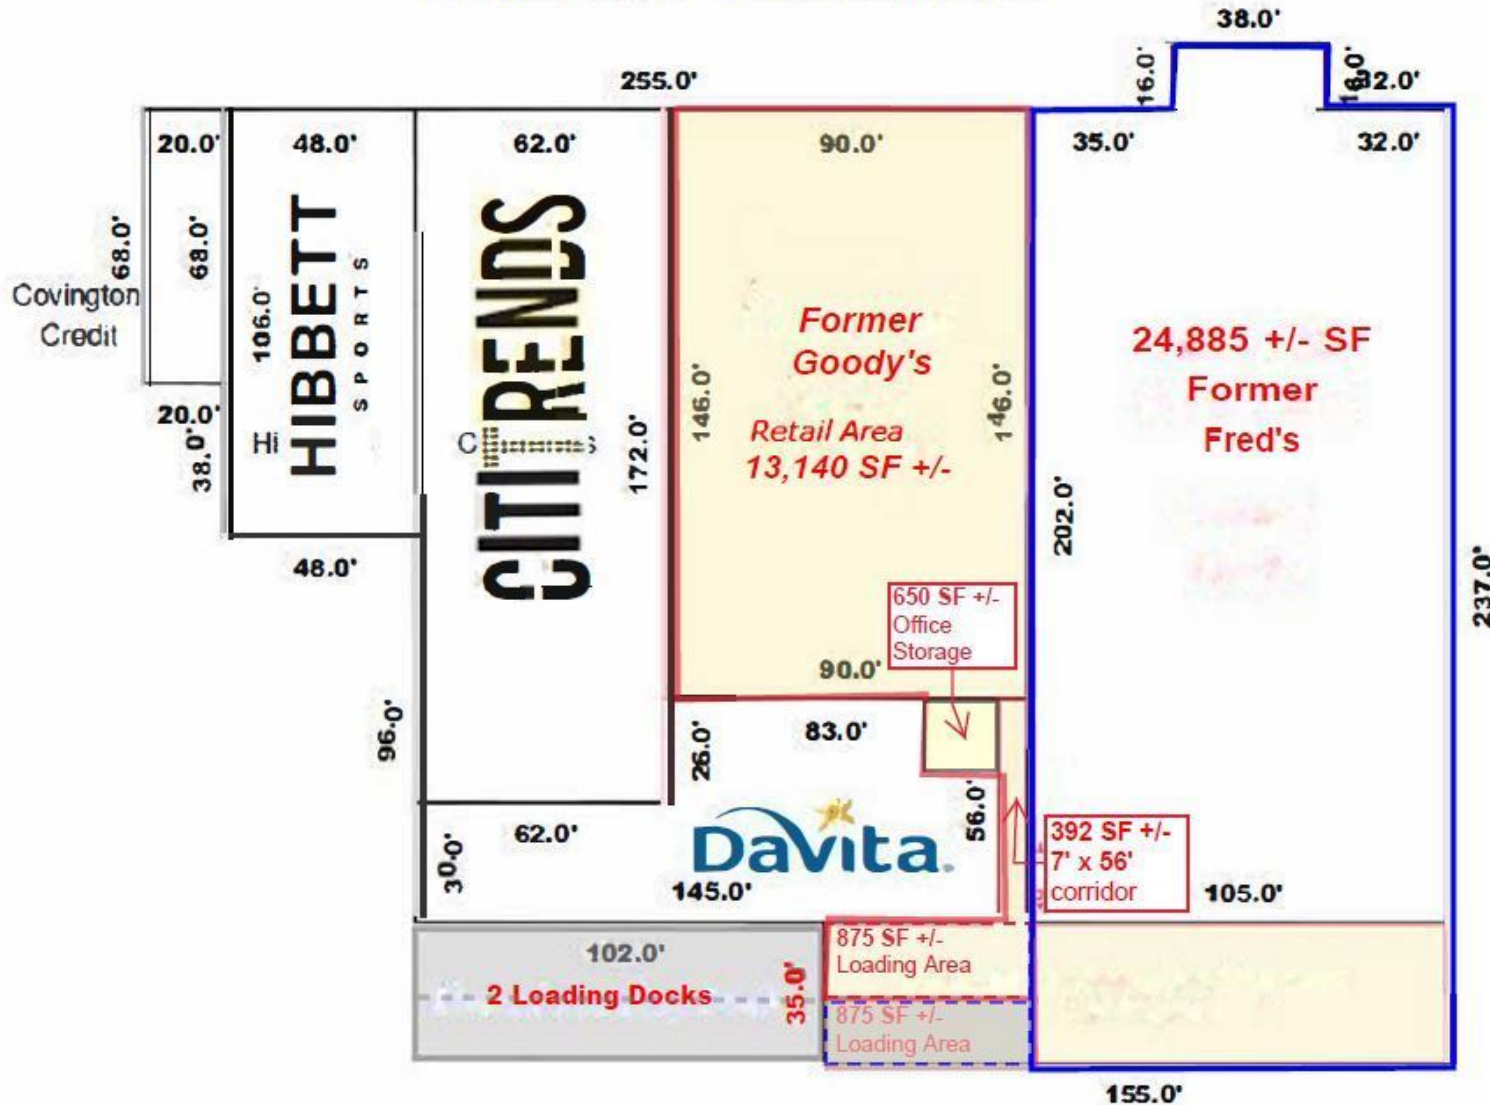 38.0'
16.0'
16.0'
32.0'
255.0'
20.0'
48.0'
62.0'
90.0'
35.0'
32.0'
68.0'
68.0'
Covington
Credit
106.0'
HIBBETT
SPORTS
Hi
CITITRENDS
C
s
172.0'
146.0'
Former
Goody's
Retail Area
13,140 SF +/-
146.0'
24,885 +/- SF
Former
Fred's
202.0'
237.0'
20.0'
38.0'
48.0'
650 SF +/-
Office
Storage
90.0'
96.0'
26.0'
83.0'
56.0'
62.0'
30.0'
DaVita.
145.0'
392 SF +/-
7' x 56'
corridor
105.0'
102.0'
2 Loading Docks
35.0'
875 SF +/-
Loading Area
875 SF +/-
Loading Area
155.0'